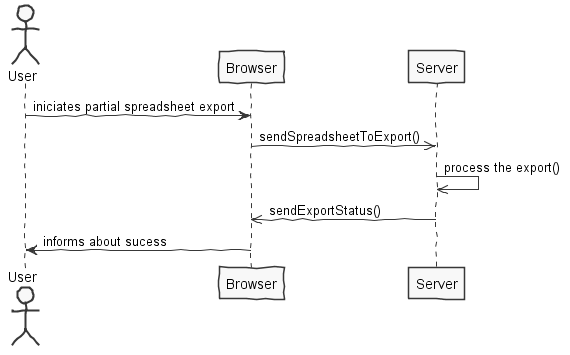 User
Browser
Server
iniciates partial spreadsheet export
sendSpreadsheetToExport()
process the export()
sendExportStatus()
informs about sucess
User
Browser
Server